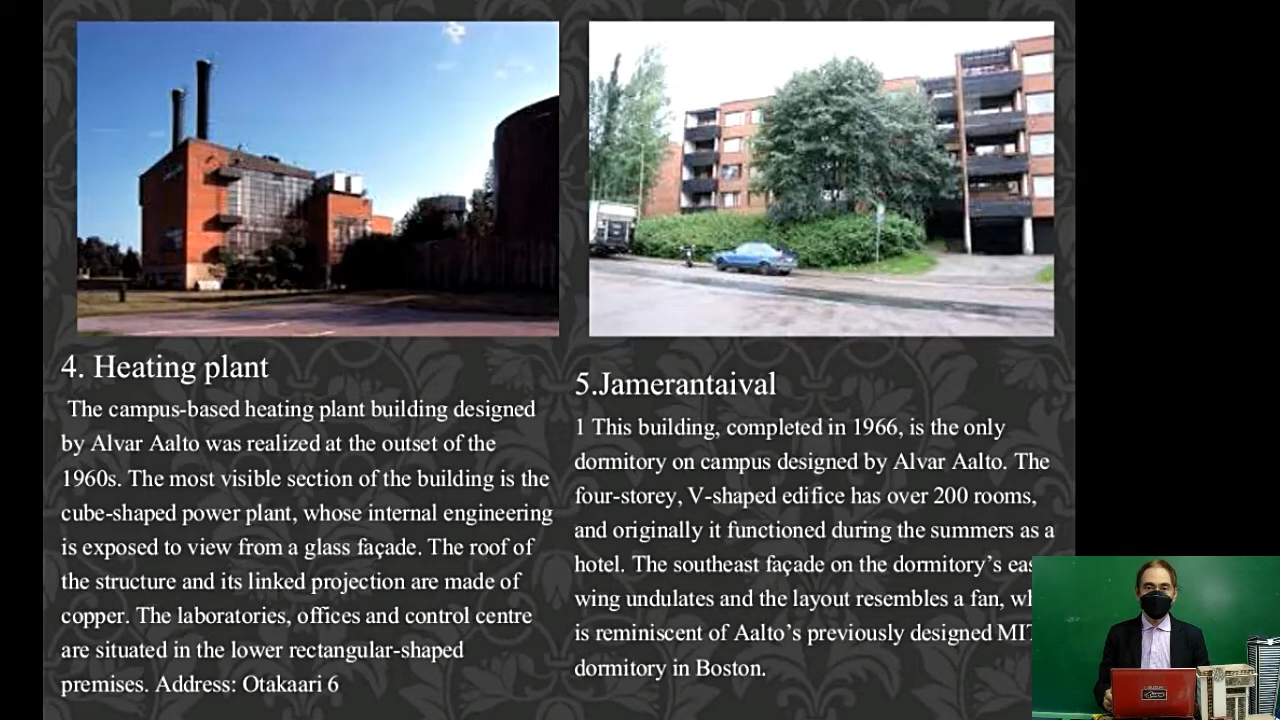 4. Heating plant
The campus-based heating plant building designed
by Alvar Aalto was realized at the outset of the
1960s. The most visible section of the building is the
cube-shaped power plant, whose internal engineering
is exposed to view from a glass façade. The roof of
the structure and its linked projection are made of
copper. The laboratories, offices and control centre
are situated in the lower rectangular-shaped
premises. Address: Otakaari 6
5.Jamerantaival
1 This building, completed in 1966, is the only
dormitory on campus designed by Alvar Aalto. The
four-storey, V-shaped edifice has over 200 rooms,
and originally it functioned during the summers as a
hotel. The southeast façade on the dormitory’s
wing undulates and the layout resembles a fan,
is reminiscent of Aalto’s previously designed
dormitory in Boston.